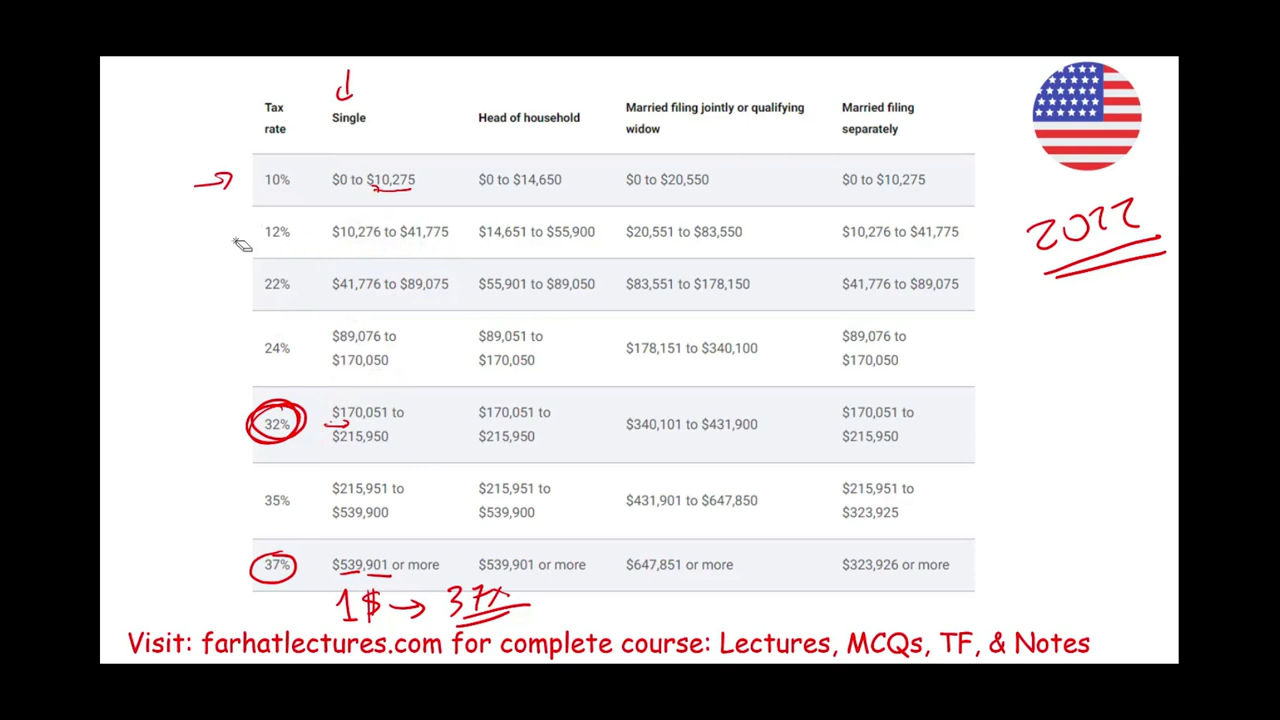 Tax rate Single Head of household Married filing jointly or qualifying widow Married filing separately
10% $0 to $10,275 $0 to $14,650 $0 to $20,550 $0 to $10,275
12% $10,276 to $41,775 $14,651 to $55,900 $20,551 to $83,550 $10,276 to $41,775
22% $41,776 to $89,075 $55,901 to $89,050 $83,551 to $178,150 $41,776 to $89,075
24% $89,076 to $170,050 $89,051 to $170,050 $178,151 to $340,100 $89,076 to $170,050
32% $170,051 to $215,950 $170,051 to $215,950 $340,101 to $431,900 $170,051 to $215,950
35% $215,951 to $539,900 $215,951 to $539,900 $431,901 to $647,850 $215,951 to $323,925
37% $539,901 or more $539,901 or more $647,851 or more $323,926 or more
2022
1$ → 37%
Visit: farhatlectures.com for complete course: Lectures, MCQs, TF, & Notes